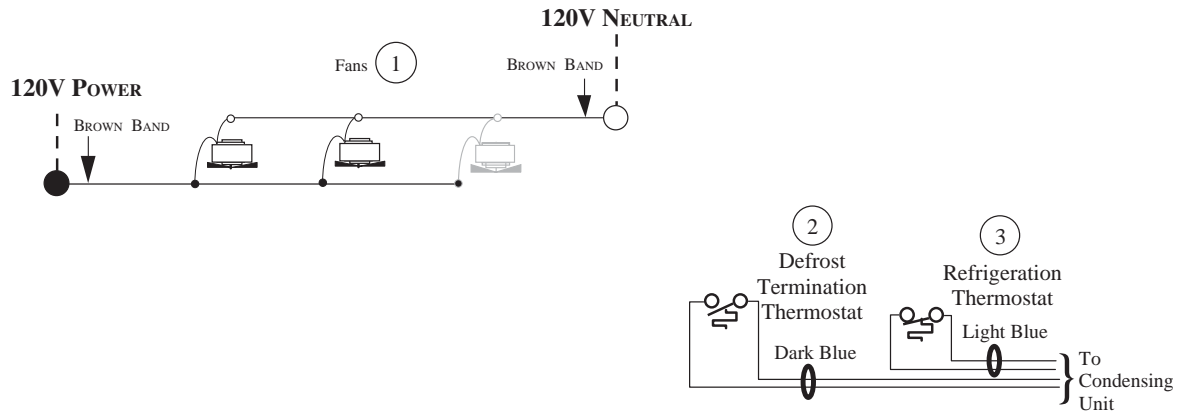 120V NEUTRAL
Fans 1
BROWN BAND
120V POWER
BROWN BAND
2
Defrost
Termination
Thermostat
3
Refrigeration
Thermostat
Light Blue
Dark Blue
To
Condensing
Unit